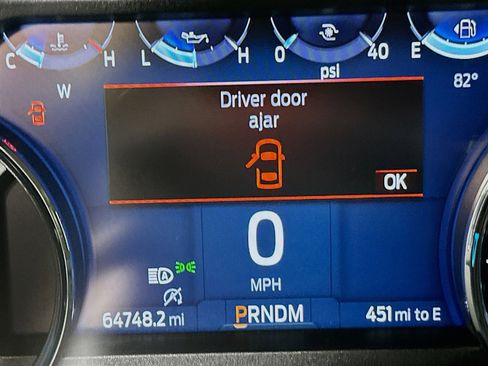 C H L H 0 40 E
psi
W 82°
Driver door
ajar
OK
0
MPH
A
64748.2 mi PRNDM 451 mi to E